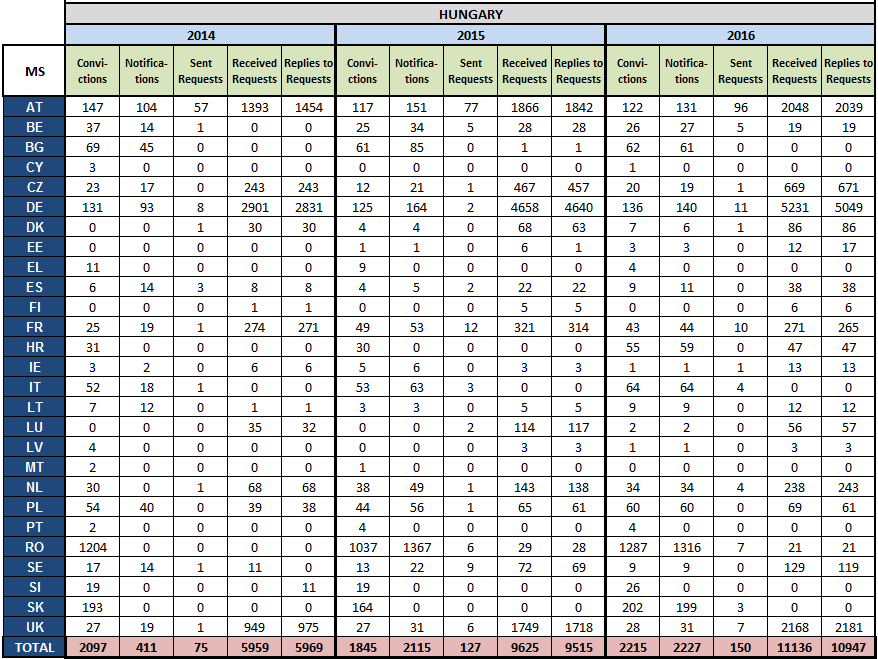 HUNGARY
2014 2015 2016
MS Convi-ctions Notifica-tions Sent Requests Received Requests Replies to Requests Convi-ctions Notifica-tions Sent Requests Received Requests Replies to Requests Convi-ctions Notifica-tions Sent Requests Received Requests Replies to Requests
AT 147 104 57 1393 1454 117 151 77 1866 1842 122 131 96 2048 2039
BE 37 14 1 0 0 25 34 5 28 28 26 27 5 19 19
BG 69 45 0 0 0 61 85 0 1 1 62 61 0 0 0
CY 3 0 0 0 0 0 0 0 0 0 1 0 0 0 0
CZ 23 17 0 243 243 12 21 1 467 457 20 19 1 669 671
DE 131 93 8 2901 2831 125 164 2 4658 4640 136 140 11 5231 5049
DK 0 0 1 30 30 4 4 0 68 63 7 6 1 86 86
EE 0 0 0 0 0 1 1 0 6 1 3 3 0 12 17
EL 11 0 0 0 0 9 0 0 0 0 4 0 0 0 0
ES 6 14 3 8 8 4 5 2 22 22 9 11 0 38 38
FI 0 0 0 1 1 0 0 0 5 5 0 0 0 6 6
FR 25 19 1 274 271 49 53 12 321 314 43 44 10 271 265
HR 31 0 0 0 0 30 0 0 0 0 55 59 0 47 47
IE 3 2 0 6 6 5 6 0 3 3 1 1 1 13 13
IT 52 18 1 0 0 53 63 3 0 0 64 64 4 0 0
LT 7 12 0 1 1 3 3 0 5 5 9 9 0 12 12
LU 0 0 0 35 32 0 0 2 114 117 2 2 0 56 57
LV 4 0 0 0 0 0 0 0 3 3 1 1 0 3 3
MT 2 0 0 0 0 1 0 0 0 0 0 0 0 0 0
NL 30 0 1 68 68 38 49 1 143 138 34 34 4 238 243
PL 54 40 0 39 38 44 56 1 65 61 60 60 0 69 61
PT 2 0 0 0 0 4 0 0 0 0 4 0 0 0 0
RO 1204 0 0 0 0 1037 1367 6 29 28 1287 1316 7 21 21
SE 17 14 1 11 0 13 22 9 72 69 9 9 0 129 119
SI 19 0 0 0 11 19 0 0 0 0 26 0 0 0 0
SK 193 0 0 0 0 164 0 0 0 0 202 199 3 0 0
UK 27 19 1 949 975 27 31 6 1749 1718 28 31 7 2168 2181
TOTAL 2097 411 75 5959 5969 1845 2115 127 9625 9515 2215 2227 150 11136 10947